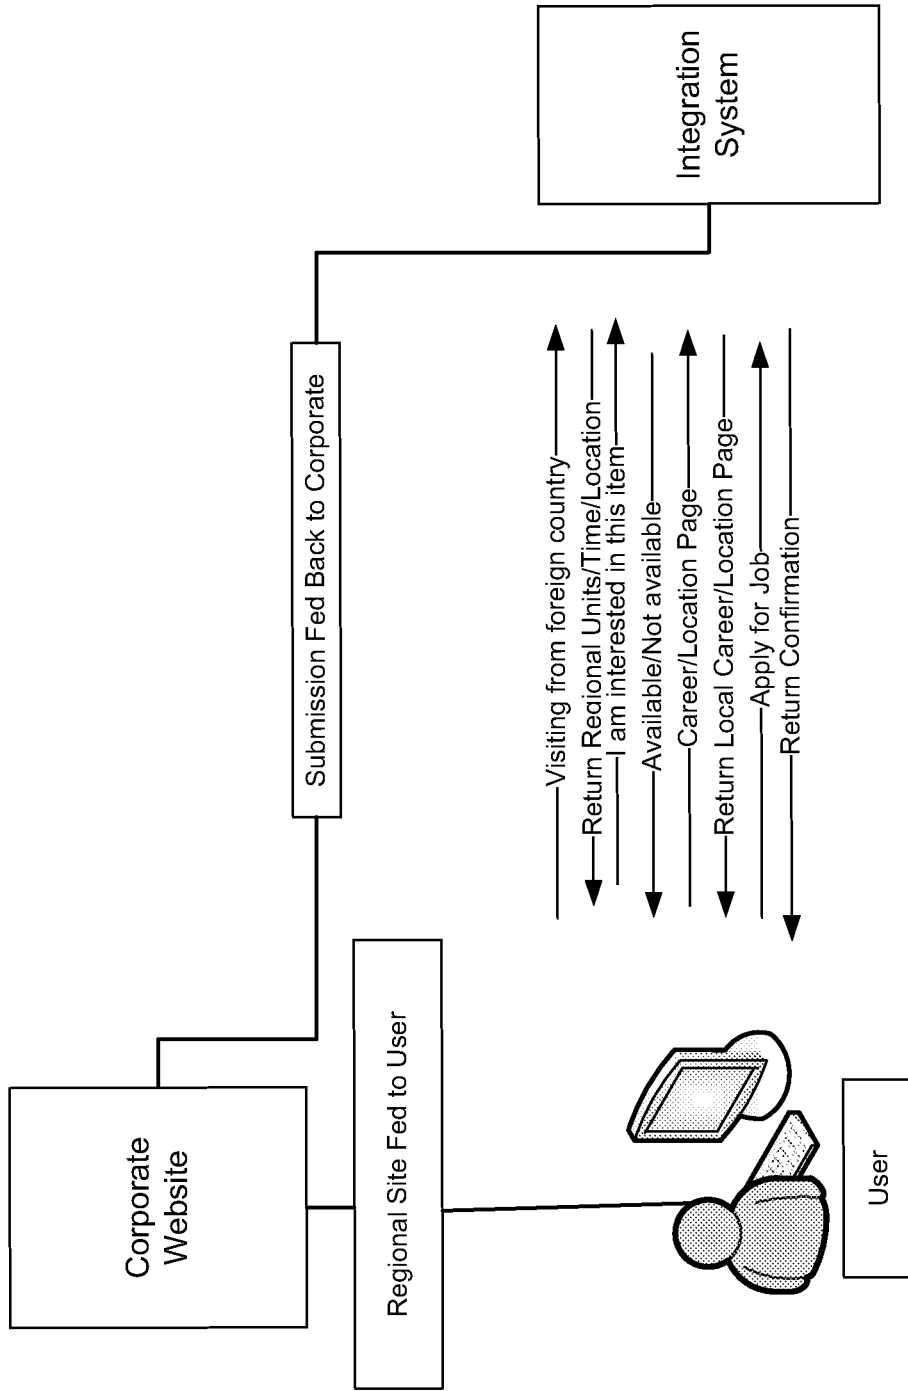 Corporate
Website
Submission Fed Back to Corporate
Regional Site Fed to User
Integration
System
Visiting from foreign country
Return Regional Units/Time/Location
I am interested in this item
Available/Not available
Career/Location Page
Return Local Career/Location Page
Apply for Job
Return Confirmation
User